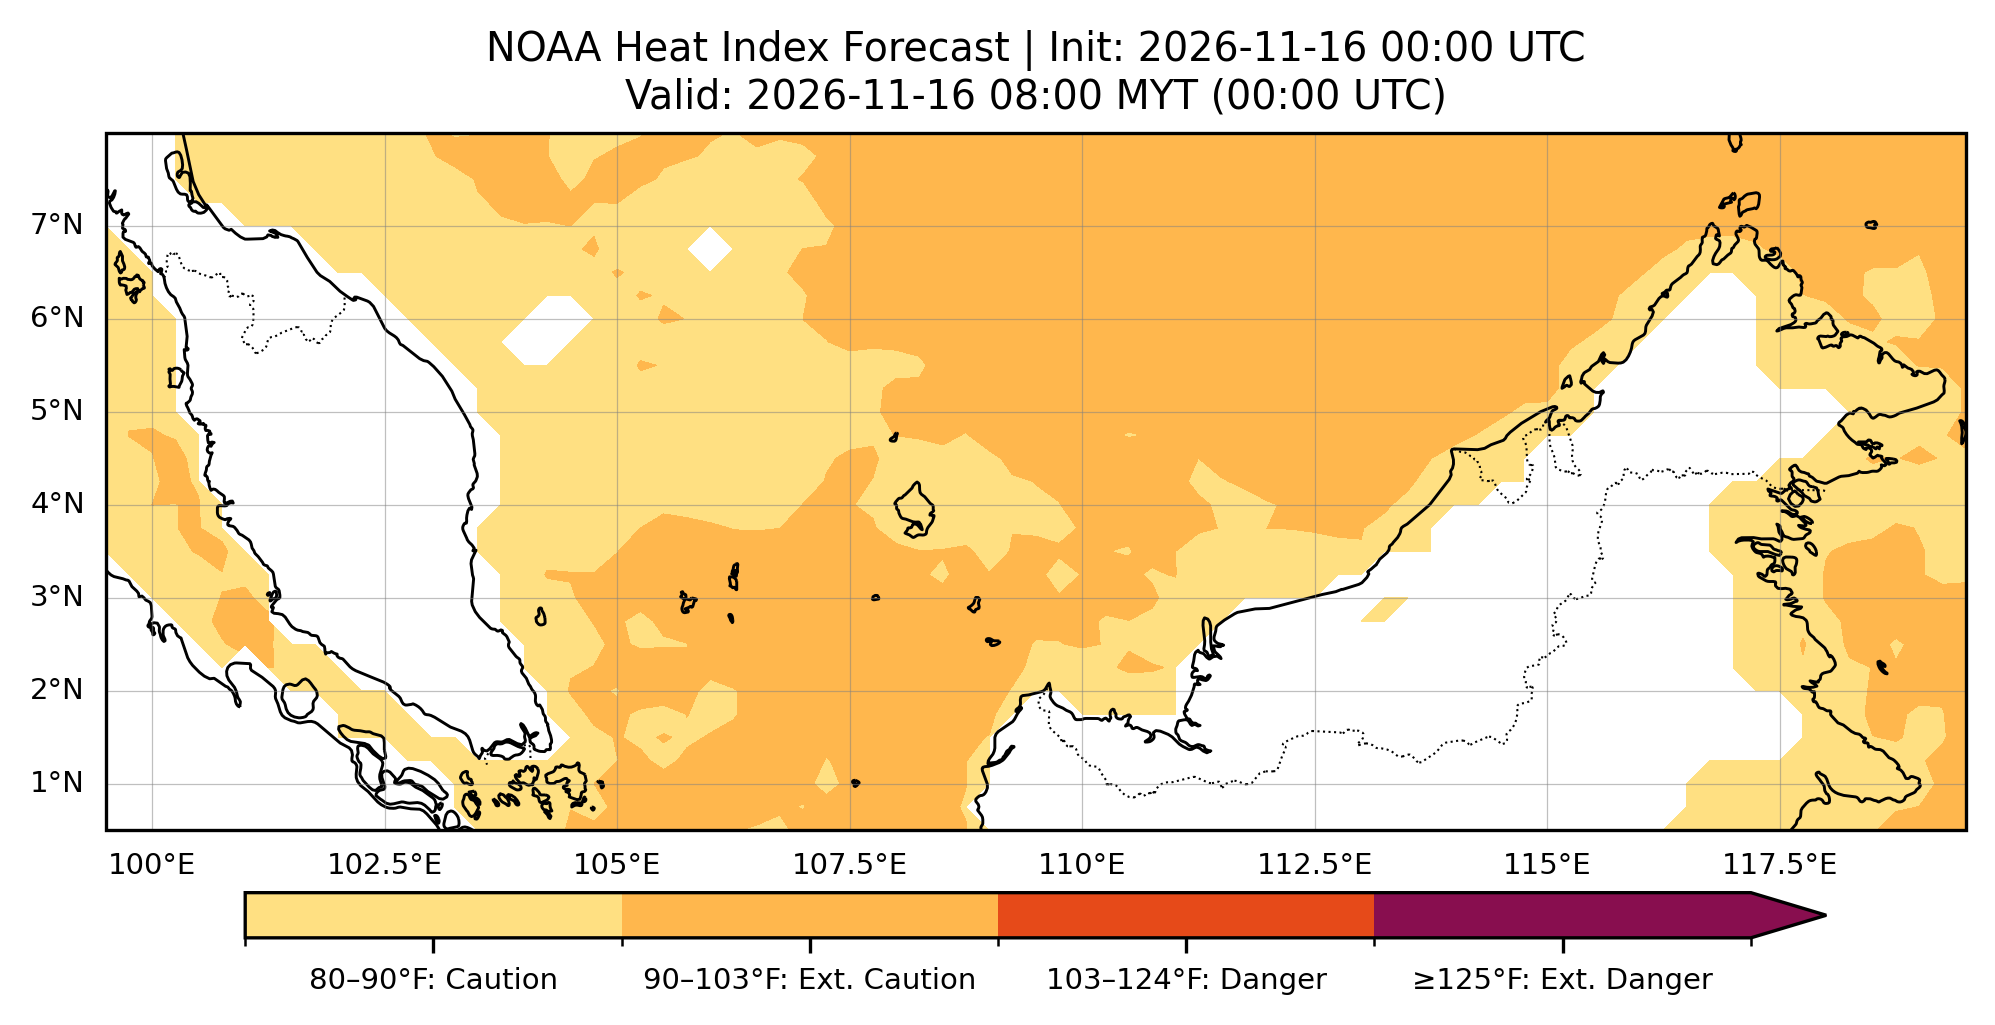 NOAA Heat Index Forecast | Init: 2026-11-16 00:00 UTC
Valid: 2026-11-16 08:00 MYT (00:00 UTC)
7°N
6°N
5°N
4°N
3°N
2°N
1°N
100°E 102.5°E 105°E 107.5°E 110°E 112.5°E 115°E 117.5°E
80–90°F: Caution 90–103°F: Ext. Caution 103–124°F: Danger ≥125°F: Ext. Danger